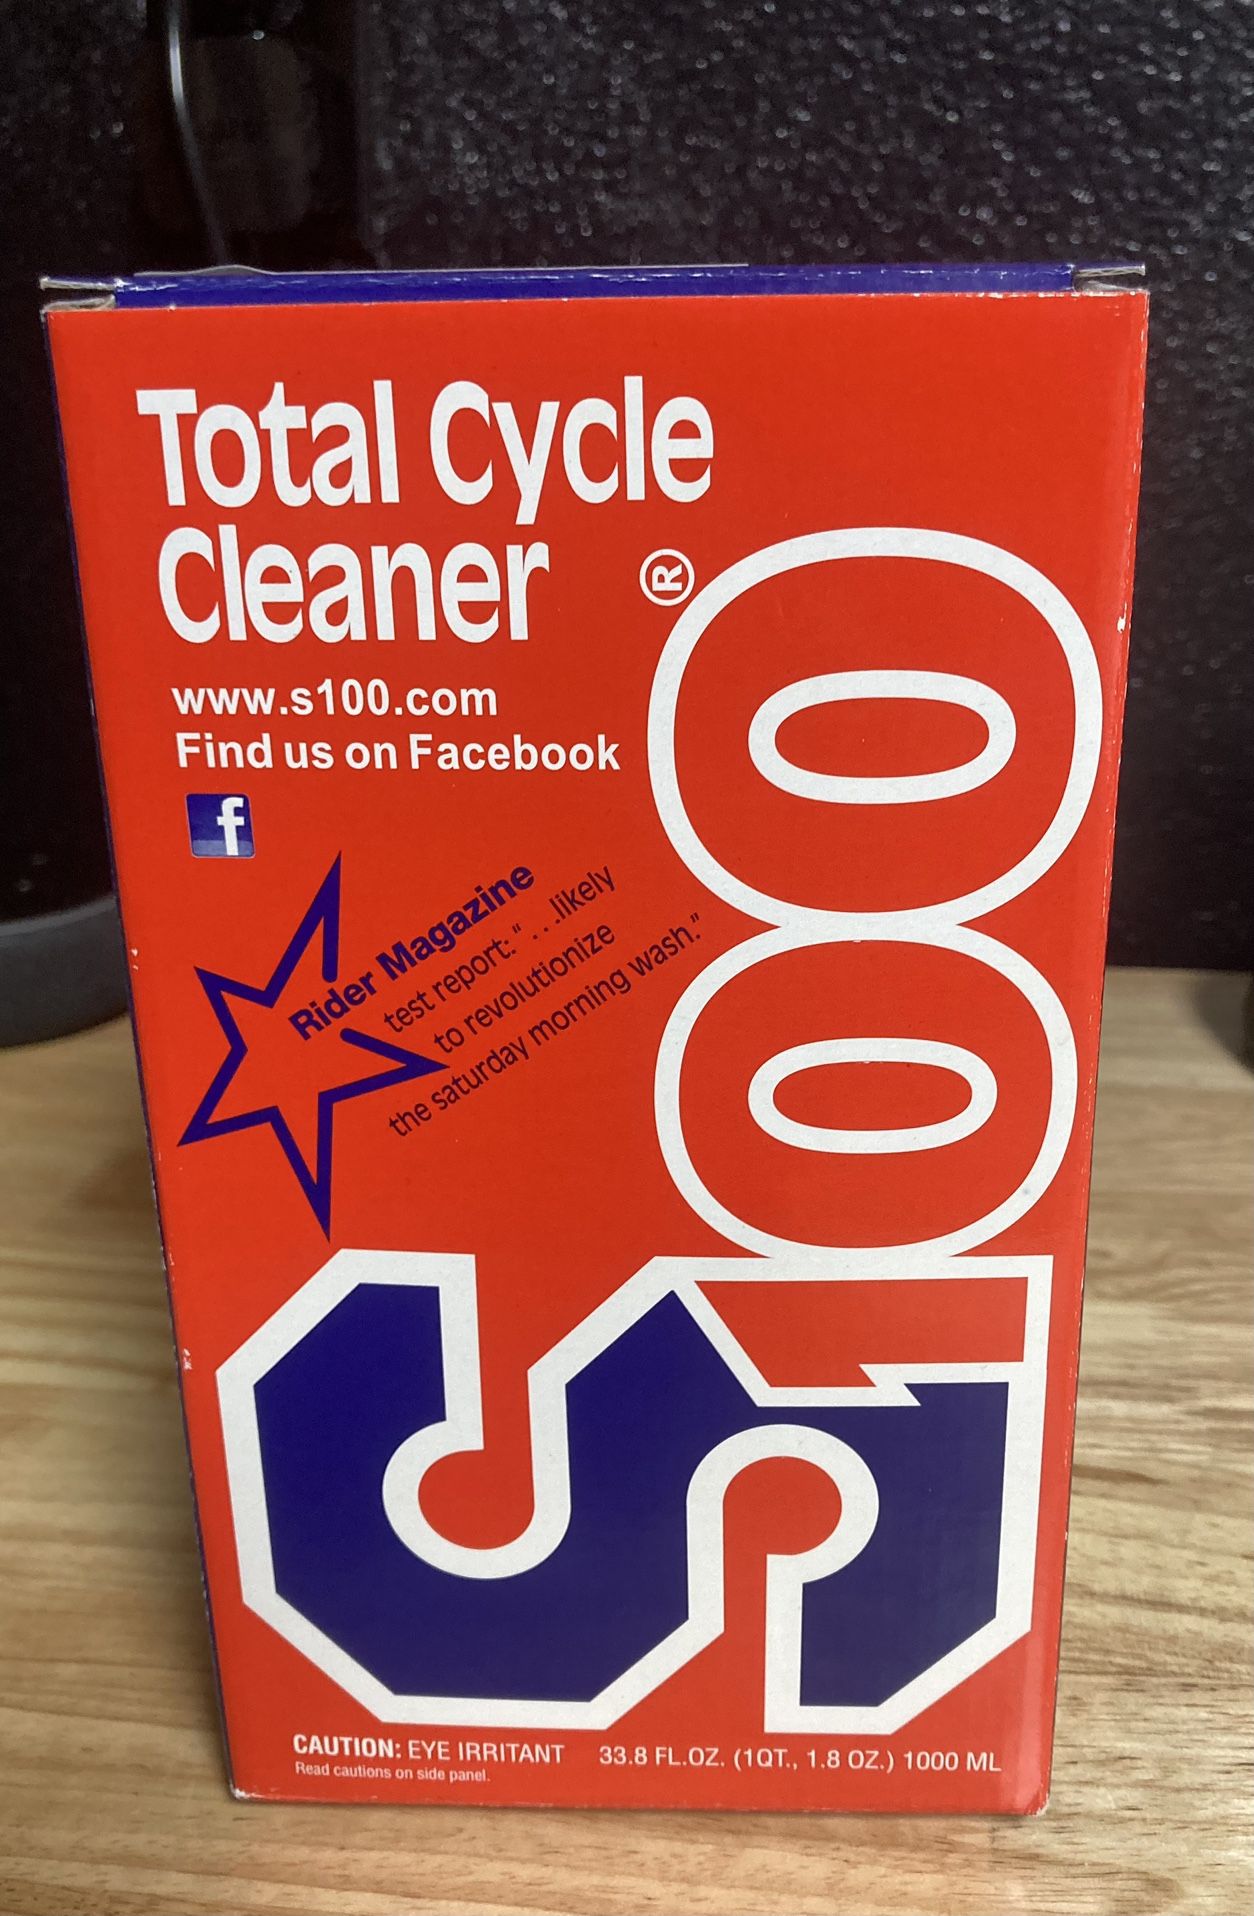 Total Cycle
Cleaner
®
www.s100.com
Find us on Facebook
f
Rider Magazine
test report:“...likely
to revolutionize
the saturday morning wash.”
S100
CAUTION: EYE IRRITANT 33.8 FL.OZ. (1QT., 1.8 OZ.) 1000 ML
Read cautions on side panel.